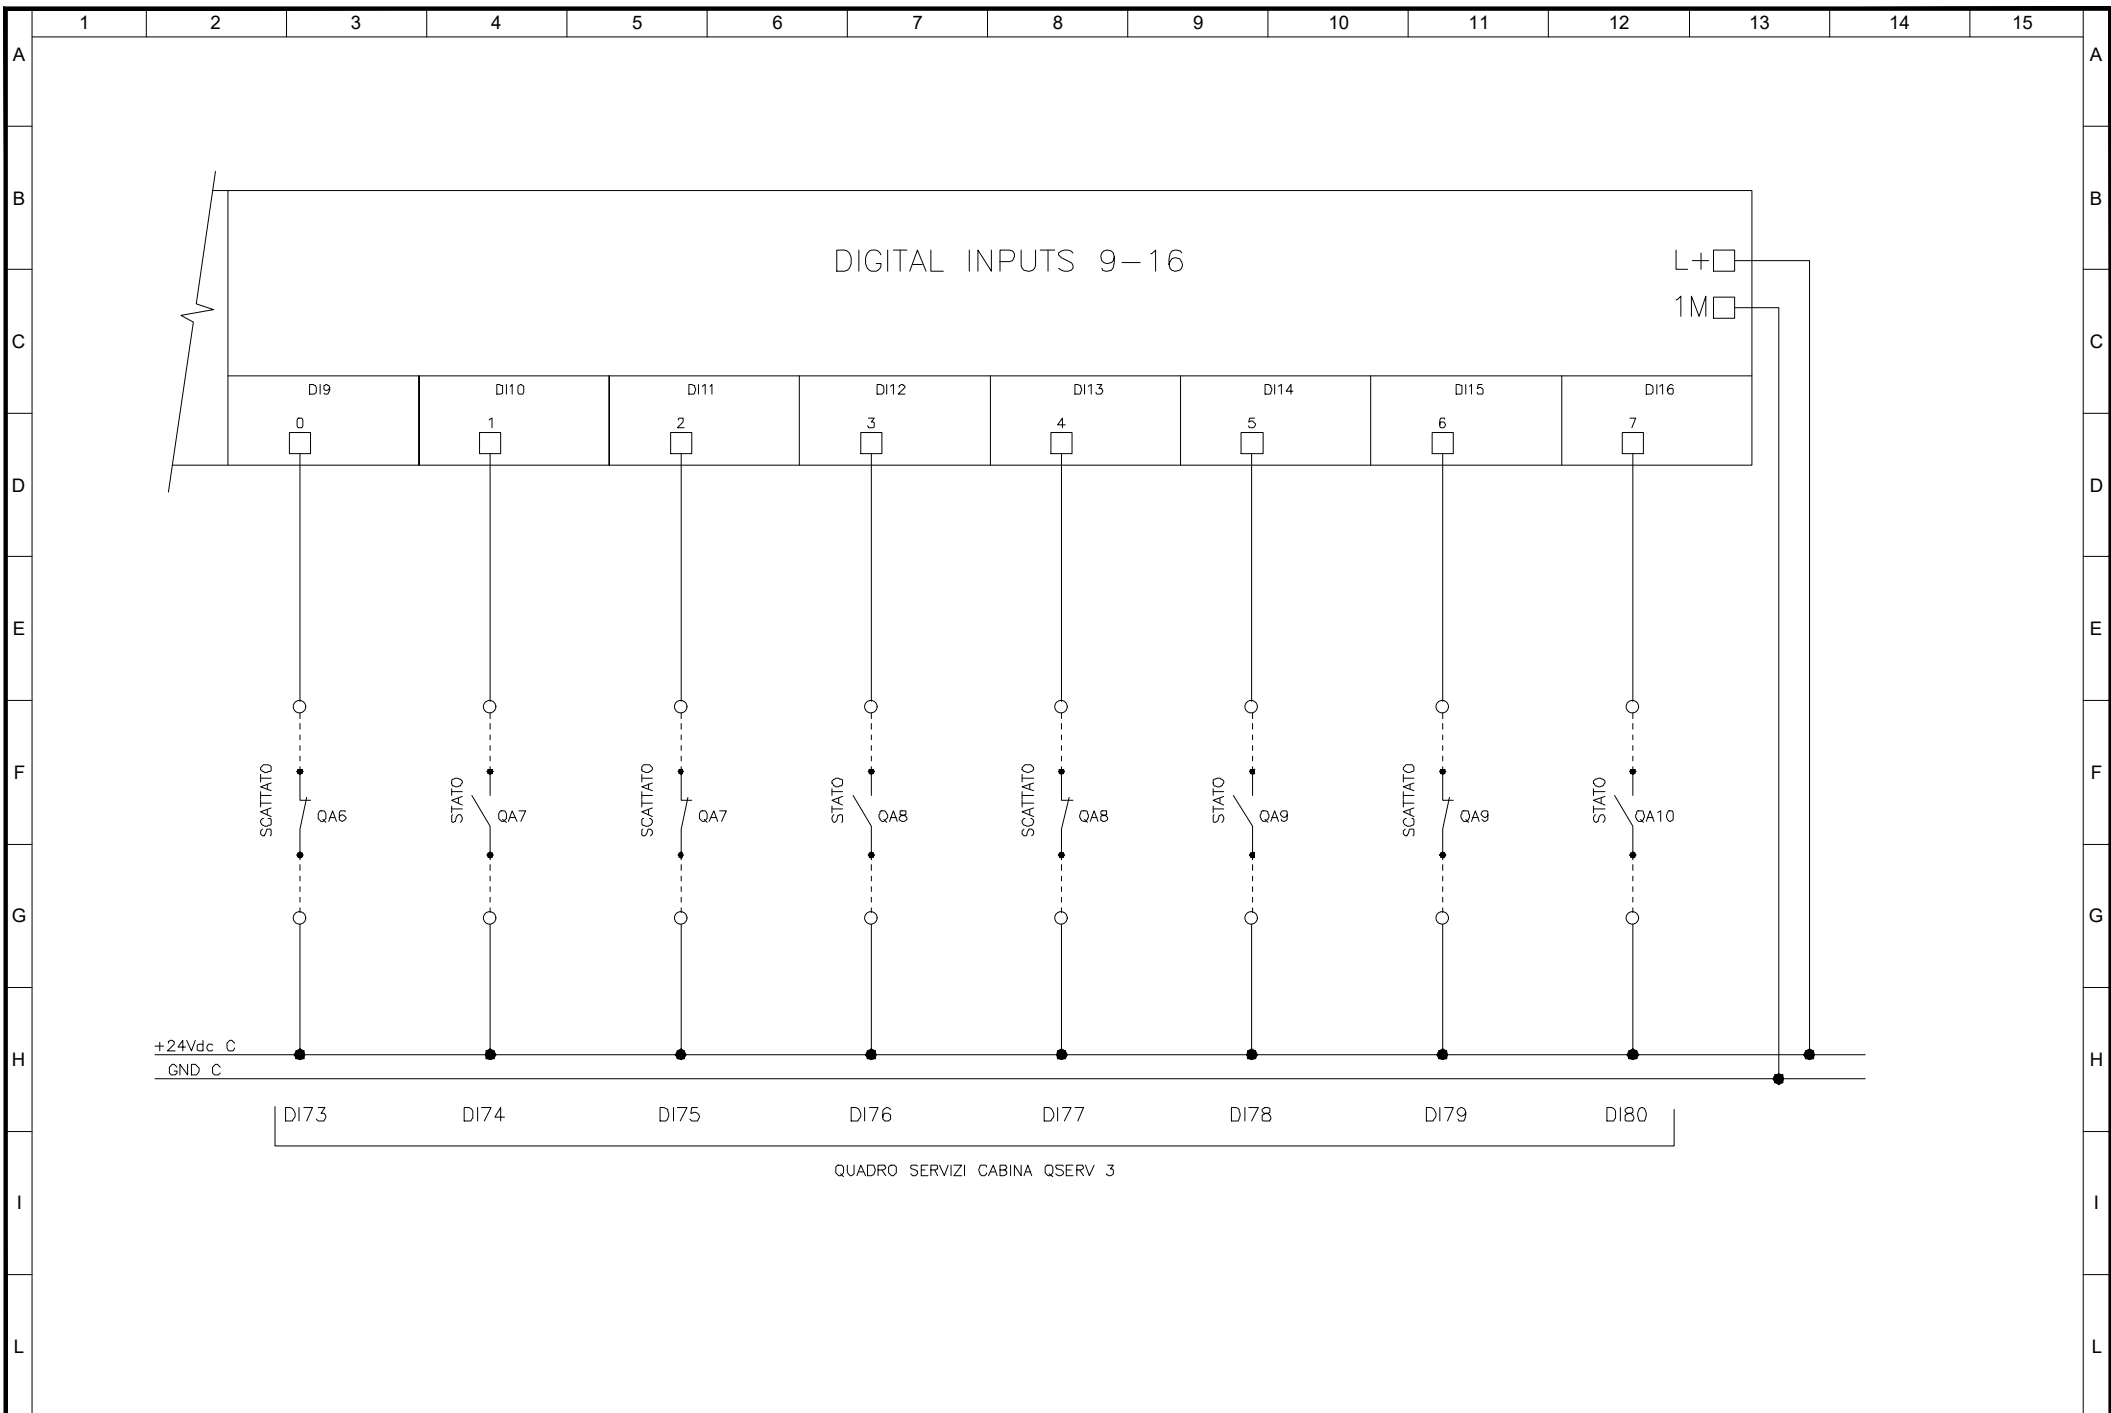 1 2 3 4 5 6 7 8 9 10 11 12 13 14 15
A A
B B
DIGITAL INPUTS 9-16 L+
1M
C C
DI9 DI10 DI11 DI12 DI13 DI14 DI15 DI16
0 1 2 3 4 5 6 7
D D
E E
F F
SCATTATO QA6 STATO QA7 SCATTATO QA7 STATO QA8 SCATTATO QA8 STATO QA9 SCATTATO QA9 STATO QA10
G G
+24Vdc C
H H
GND C
DI73 DI74 DI75 DI76 DI77 DI78 DI79 DI80
QUADRO SERVIZI CABINA QSERV 3
I I
L L